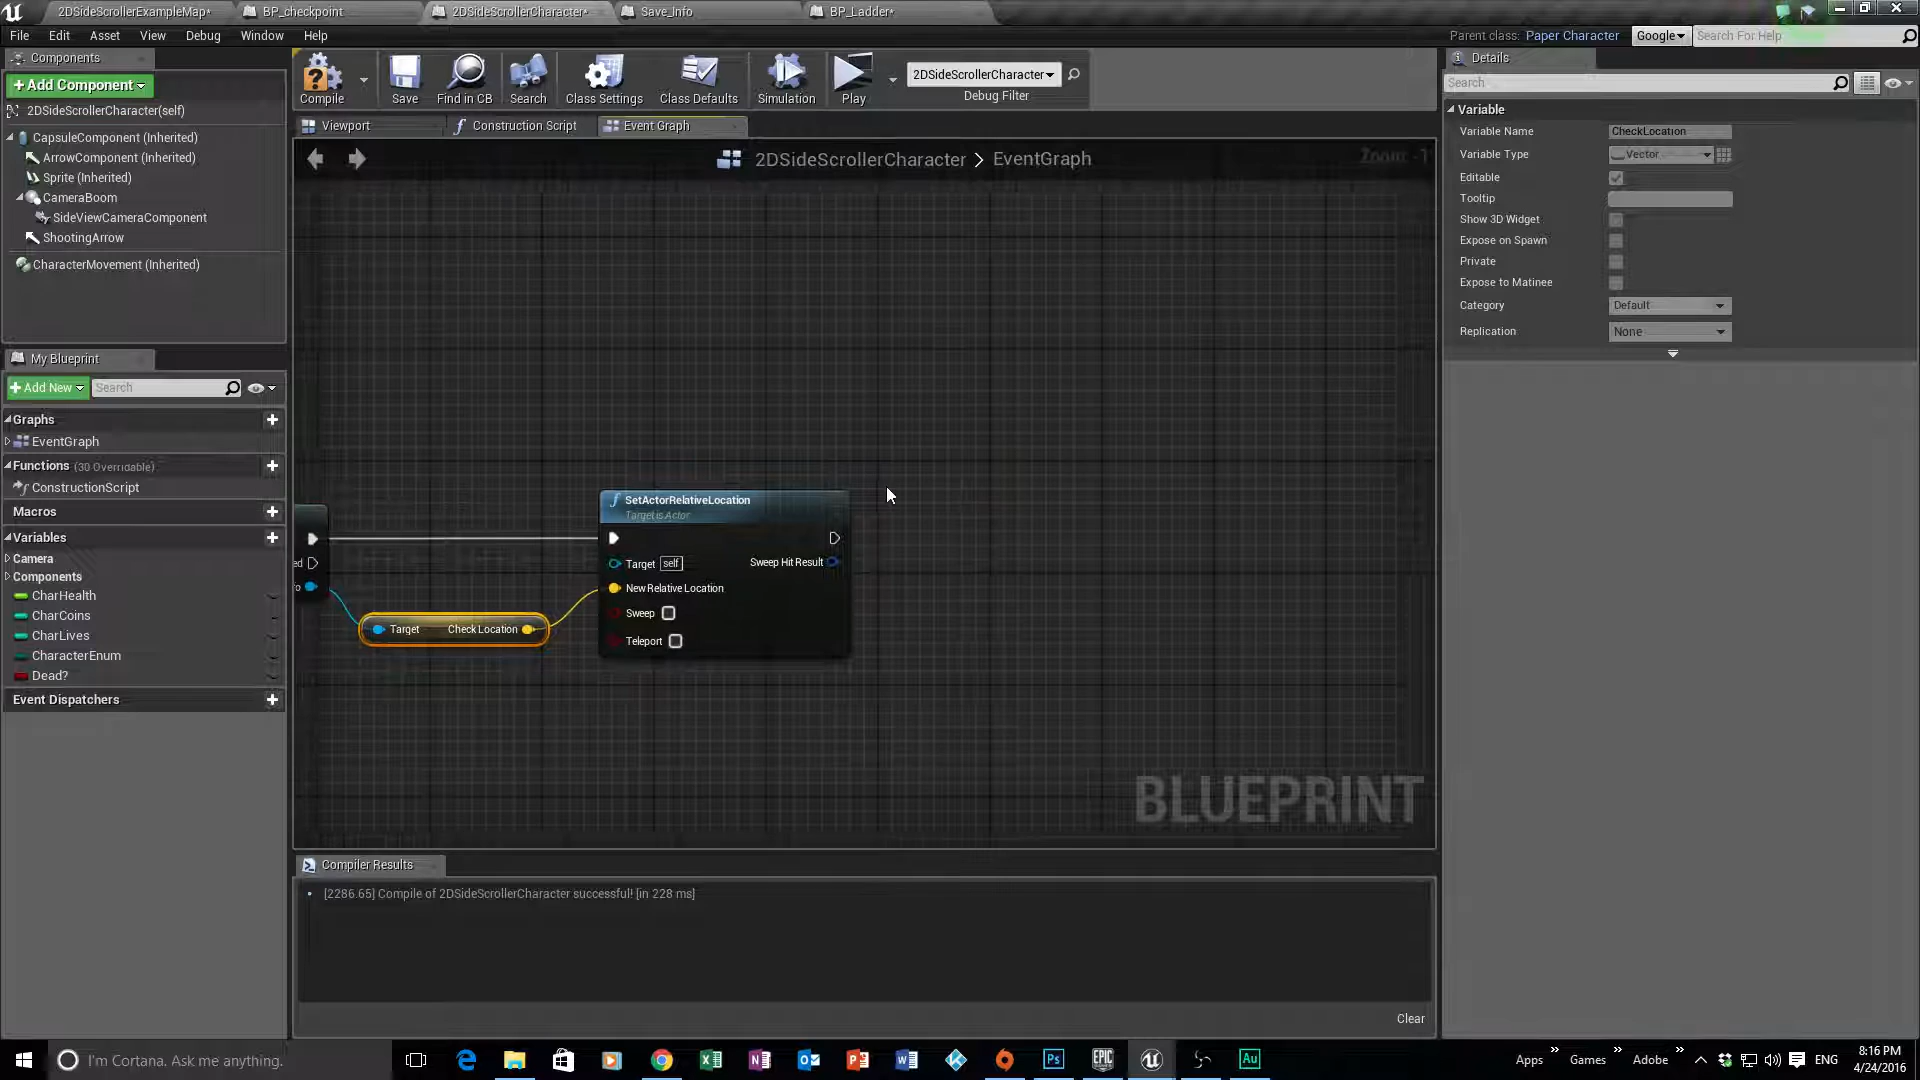 2DSideScrollerExampleMap*
BP_checkpoint
2DSideScrollerCharacter*
Save_Info
BP_Ladder*
File Edit Asset View Debug Window Help
Parent class: Paper Character
Google
Search For Help
Components
+ Add Component
2DSideScrollerCharacter(self)
CapsuleComponent (Inherited)
ArrowComponent (Inherited)
Sprite (Inherited)
CameraBoom
SideViewCameraComponent
ShootingArrow
CharacterMovement (Inherited)
My Blueprint
+ Add New
Search
Graphs
EventGraph
Functions (30 Overridable)
ConstructionScript
Macros
Variables
Camera
Components
CharHealth
CharCoins
CharLives
CharacterEnum
Dead?
Event Dispatchers
Compile
Save
Find in CB
Search
Class Settings
Class Defaults
Simulation
Play
2DSideScrollerCharacter
Debug Filter
Viewport
Construction Script
Event Graph
2DSideScrollerCharacter > EventGraph
Zoom -1
SetActorRelativeLocation
Target is Actor
Target self
Sweep Hit Result
New Relative Location
Sweep
Teleport
ed
o
Target
Check Location
BLUEPRINT
Compiler Results
[2286.65] Compile of 2DSideScrollerCharacter successful! [in 228 ms]
Clear
Details
Search
Variable
Variable Name CheckLocation
Variable Type Vector
Editable
Tooltip
Show 3D Widget
Expose on Spawn
Private
Expose to Matinee
Category Default
Replication None
I'm Cortana. Ask me anything.
Ps
EPIC GAMES
Au
Apps
Games
Adobe
ENG
8:16 PM
4/24/2016